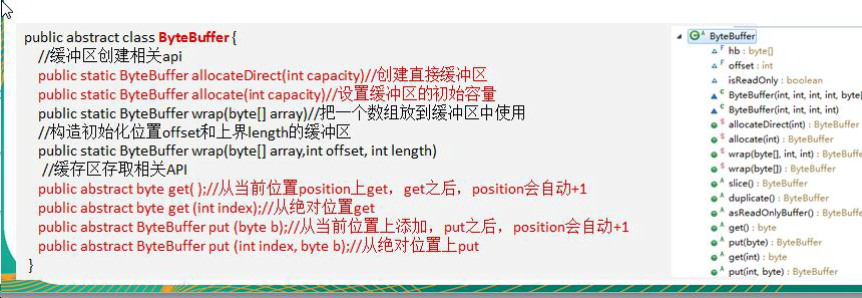 public abstract class ByteBuffer {
//缓冲区创建相关api
public static ByteBuffer allocateDirect(int capacity)//创建直接缓冲区
public static ByteBuffer allocate(int capacity)//设置缓冲区的初始容量
public static ByteBuffer wrap(byte[] array)//把一个数组放到缓冲区中使用
//构造初始化位置offset和上界length的缓冲区
public static ByteBuffer wrap(byte[] array,int offset, int length)
//缓存区存取相关API
public abstract byte get( );//从当前位置position上get，get之后，position会自动+1
public abstract byte get (int index);//从绝对位置get
public abstract ByteBuffer put (byte b);//从当前位置上添加，put之后，position会自动+1
public abstract ByteBuffer put (int index, byte b);//从绝对位置上put
}
ByteBuffer
hb : byte[]
offset : int
isReadOnly : boolean
ByteBuffer(int, int, int, int, byte[
ByteBuffer(int, int, int, int)
allocateDirect(int) : ByteBuffer
allocate(int) : ByteBuffer
wrap(byte[], int, int) : ByteBuffe
wrap(byte[]) : ByteBuffer
slice() : ByteBuffer
duplicate() : ByteBuffer
asReadOnlyBuffer() : ByteBuffe
get() : byte
put(byte) : ByteBuffer
get(int) : byte
put(int, byte) : ByteBuffer